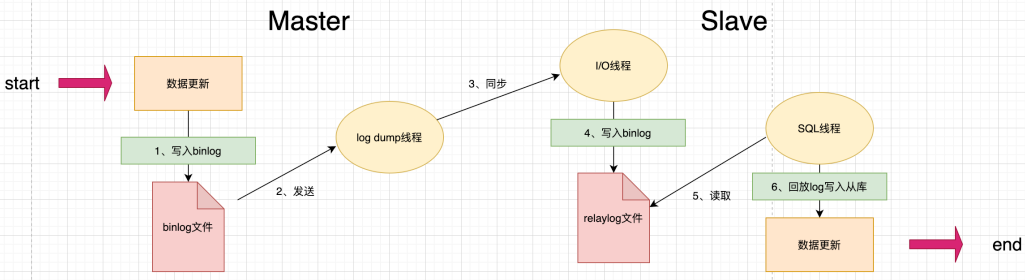 Master
Slave
start
数据更新
1、写入binlog
binlog文件
2、发送
log dump线程
3、同步
I/O线程
4、写入binlog
relaylog文件
5、读取
SQL线程
6、回放log写入从库
数据更新
end